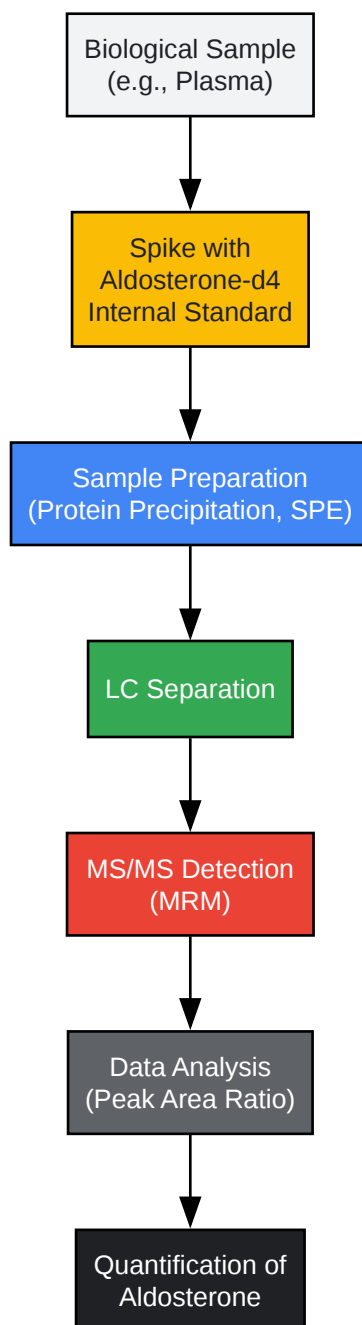 Biological Sample
(e.g., Plasma)
Spike with
Aldosterone-d4
Internal Standard
Sample Preparation
(Protein Precipitation, SPE)
LC Separation
MS/MS Detection
(MRM)
Data Analysis
(Peak Area Ratio)
Quantification of
Aldosterone